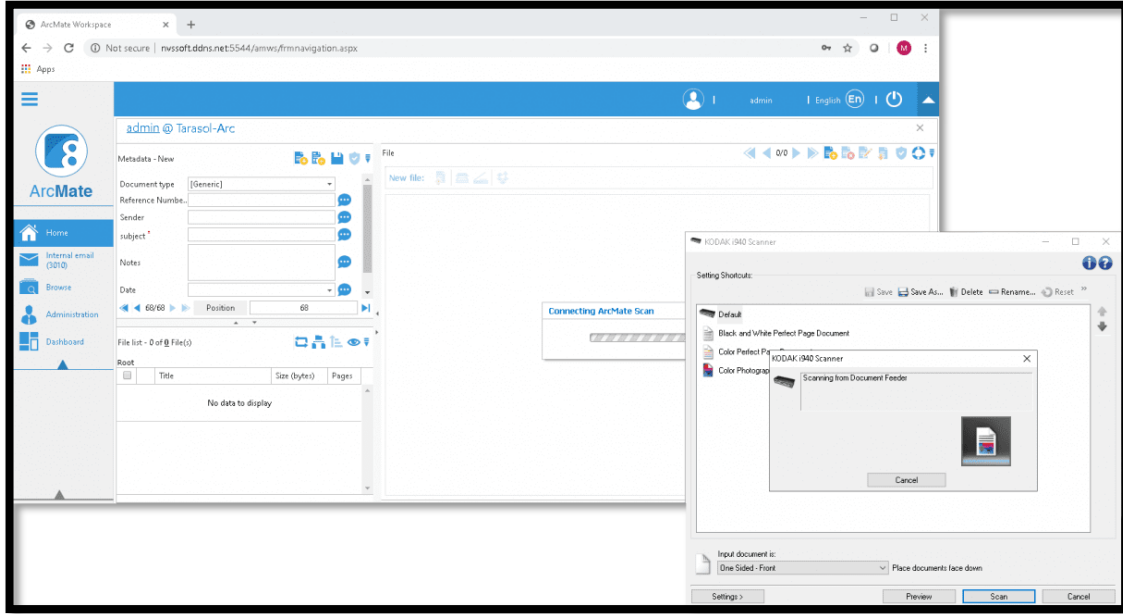 ArcMate Workspace
Not secure | nvssoft.ddns.net:5544/amws/frmnavigation.aspx
M
Apps
admin | English En
admin @ Tarasol-Arc
8
ArcMate
Home
Internal email
(3010)
Browse
Administration
Dashboard
Metadata - New
Document type [Generic]
Reference Numbe..
Sender
subject *
Notes
Date
68/68 Position 68
File list - 0 of 0 File(s)
Root
Title Size (bytes) Pages
No data to display
File 0/0
New file:
Connecting ArcMate Scan
KODAK i940 Scanner
Setting Shortcuts:
Save Save As... Delete Rename... Reset
Default
Black and White Perfect Page Document
Color Perfect
Color Photograp
KODAK i940 Scanner
Scanning from Document Feeder
Cancel
Input document is:
One Sided - Front Place documents face down
Settings > Preview Scan Cancel